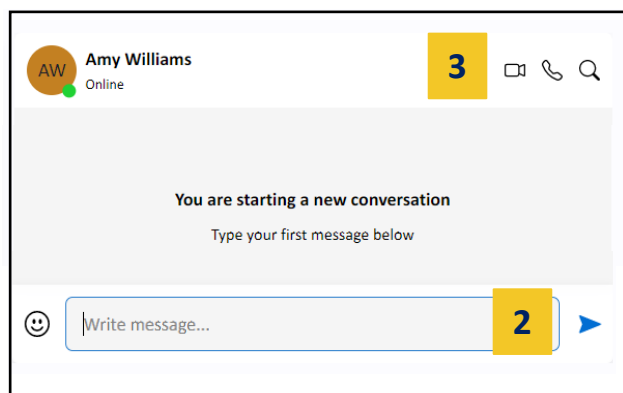 AW
Amy Williams
Online
3
You are starting a new conversation
Type your first message below
Write message...
2